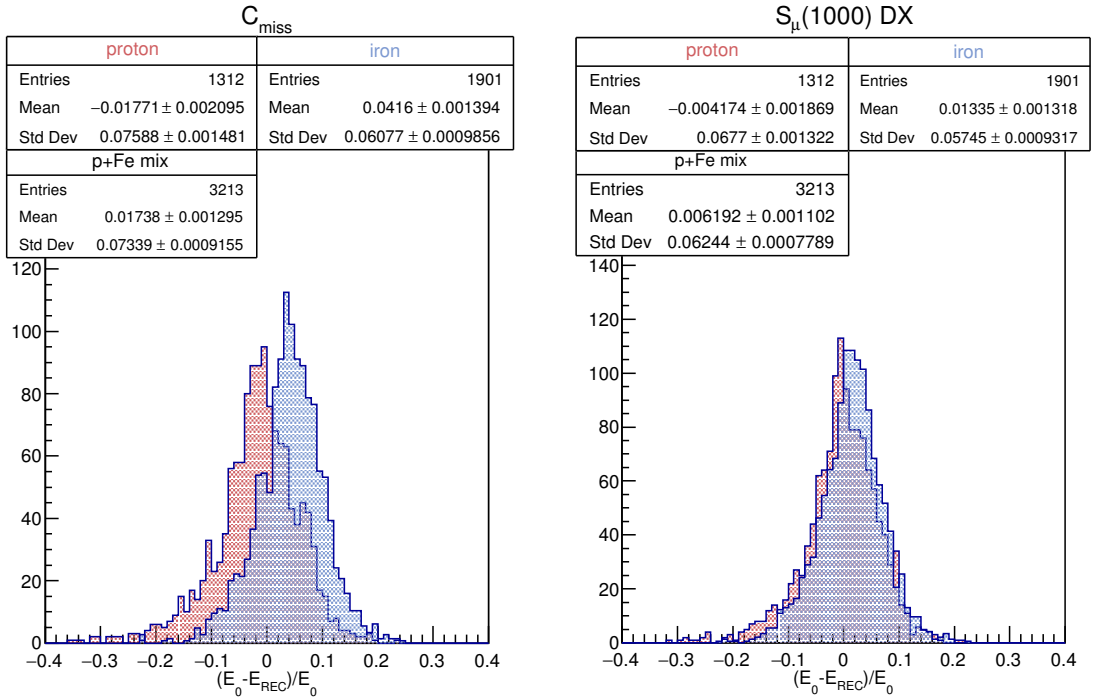 C_miss
proton iron
Entries 1312 Entries 1901
Mean −0.01771 ± 0.002095 Mean 0.0416 ± 0.001394
Std Dev 0.07588 ± 0.001481 Std Dev 0.06077 ± 0.0009856
p+Fe mix
Entries 3213
Mean 0.01738 ± 0.001295
Std Dev 0.07339 ± 0.0009155
120
100
80
60
40
20
0
−0.4 −0.3 −0.2 −0.1 0 0.1 0.2 0.3 0.4
(E_0-E_REC)/E_0
S_μ(1000) DX
proton iron
Entries 1312 Entries 1901
Mean −0.004174 ± 0.001869 Mean 0.01335 ± 0.001318
Std Dev 0.0677 ± 0.001322 Std Dev 0.05745 ± 0.0009317
p+Fe mix
Entries 3213
Mean 0.006192 ± 0.001102
Std Dev 0.06244 ± 0.0007789
140
120
100
80
60
40
20
0
−0.4 −0.3 −0.2 −0.1 0 0.1 0.2 0.3 0.4
(E_0-E_REC)/E_0